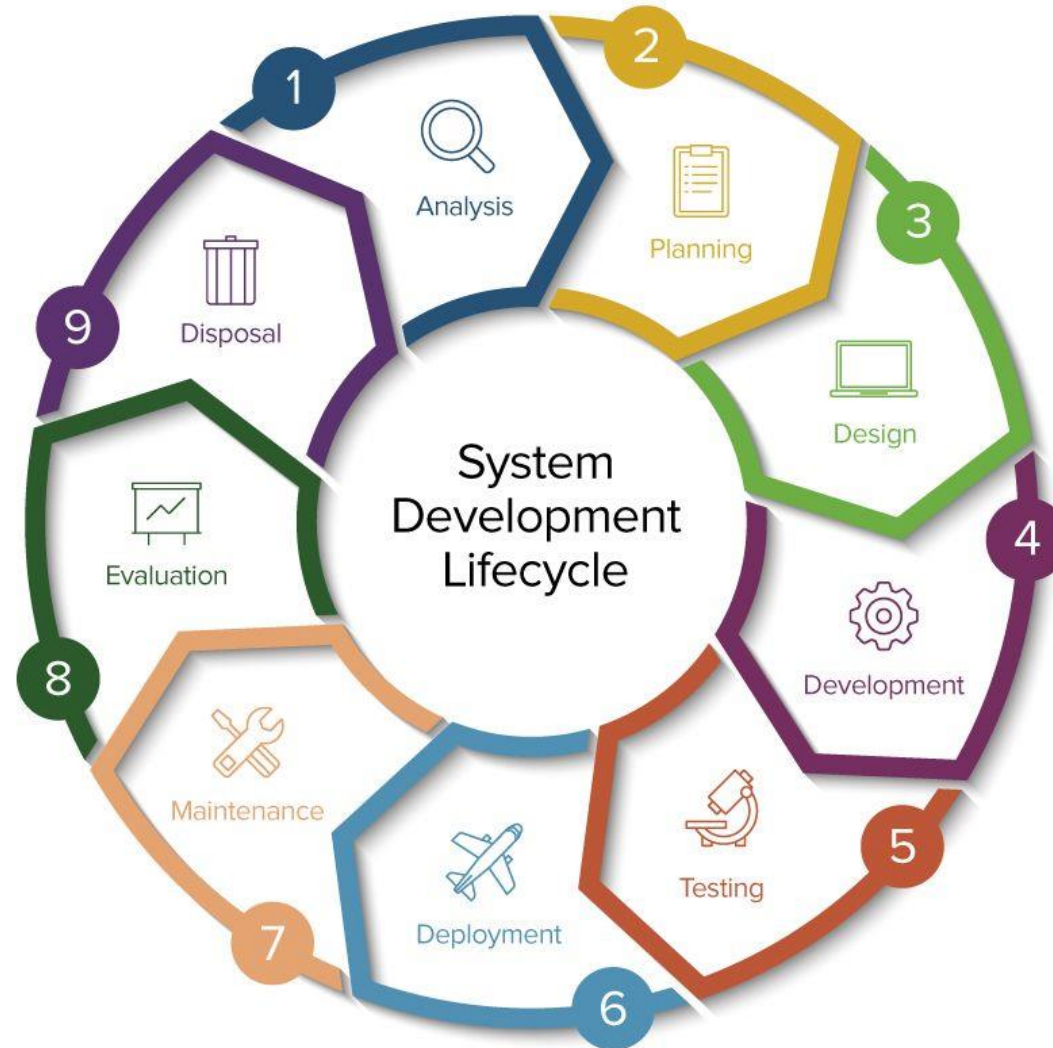 1
Analysis
2
Planning
3
Design
4
Development
5
Testing
6
Deployment
7
Maintenance
8
Evaluation
9
Disposal
System
Development
Lifecycle